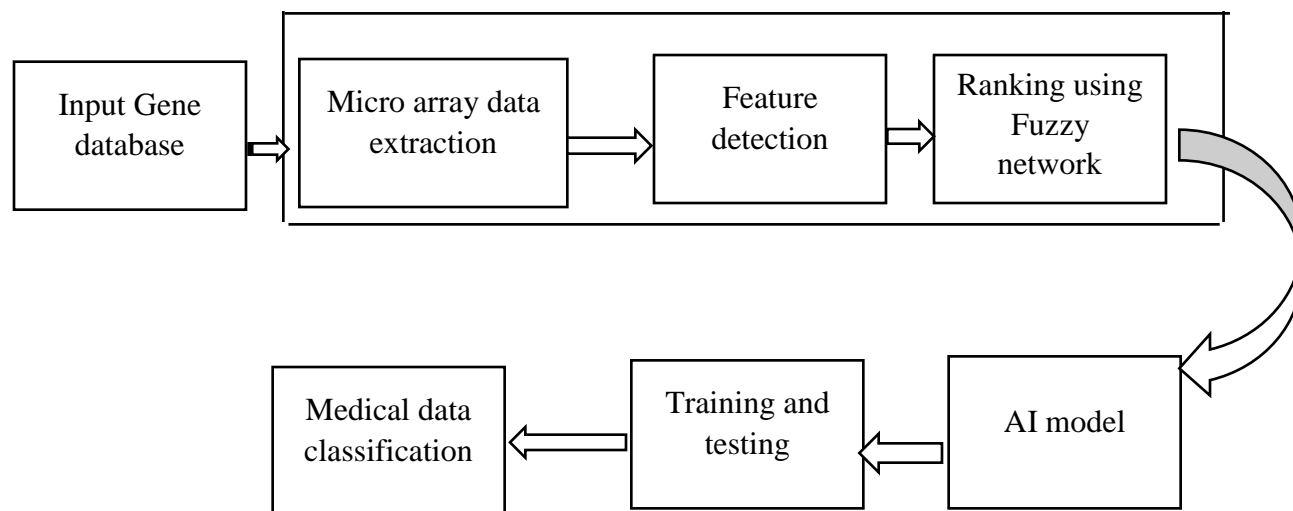 Input Gene
database
Micro array data
extraction
Feature
detection
Ranking using
Fuzzy
network
AI model
Training and
testing
Medical data
classification